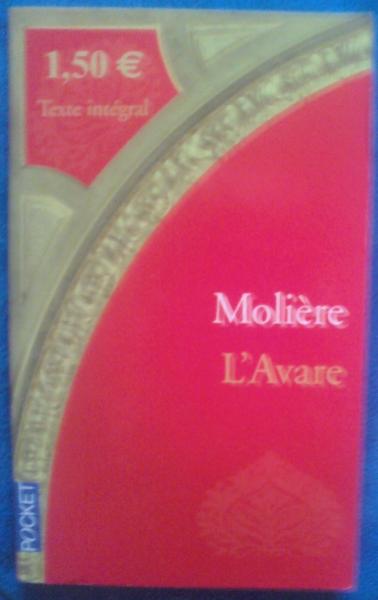 1,50 €
Texte intégral
Molière
L'Avare
POCKET